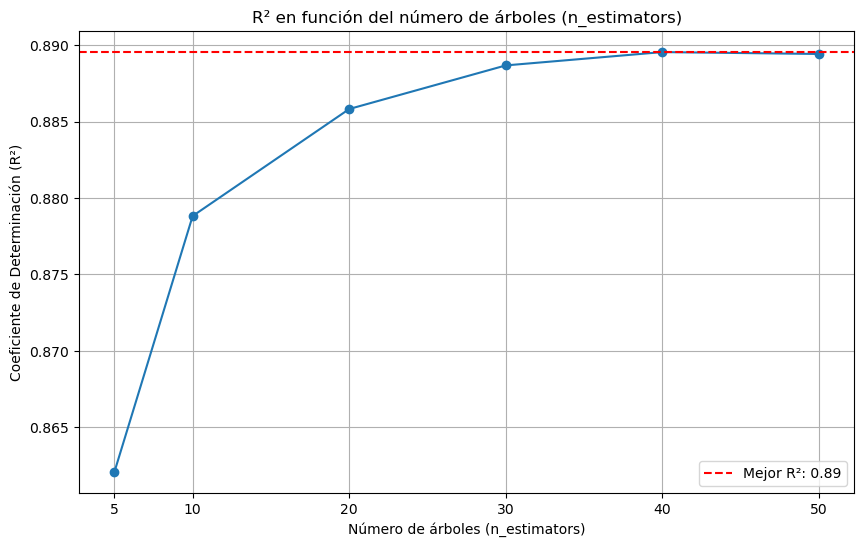 R² en función del número de árboles (n_estimators)
Coeficiente de Determinación (R²)
0.890
0.885
0.880
0.875
0.870
0.865
5 10 20 30 40 50
Número de árboles (n_estimators)
Mejor R²: 0.89